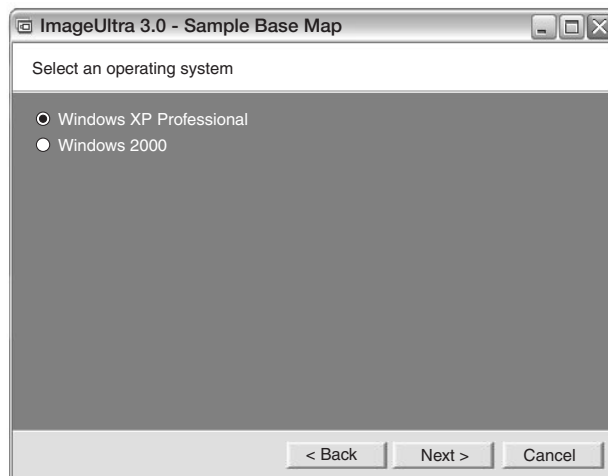 ImageUltra 3.0 - Sample Base Map
Select an operating system
Windows XP Professional
Windows 2000
< Back Next > Cancel